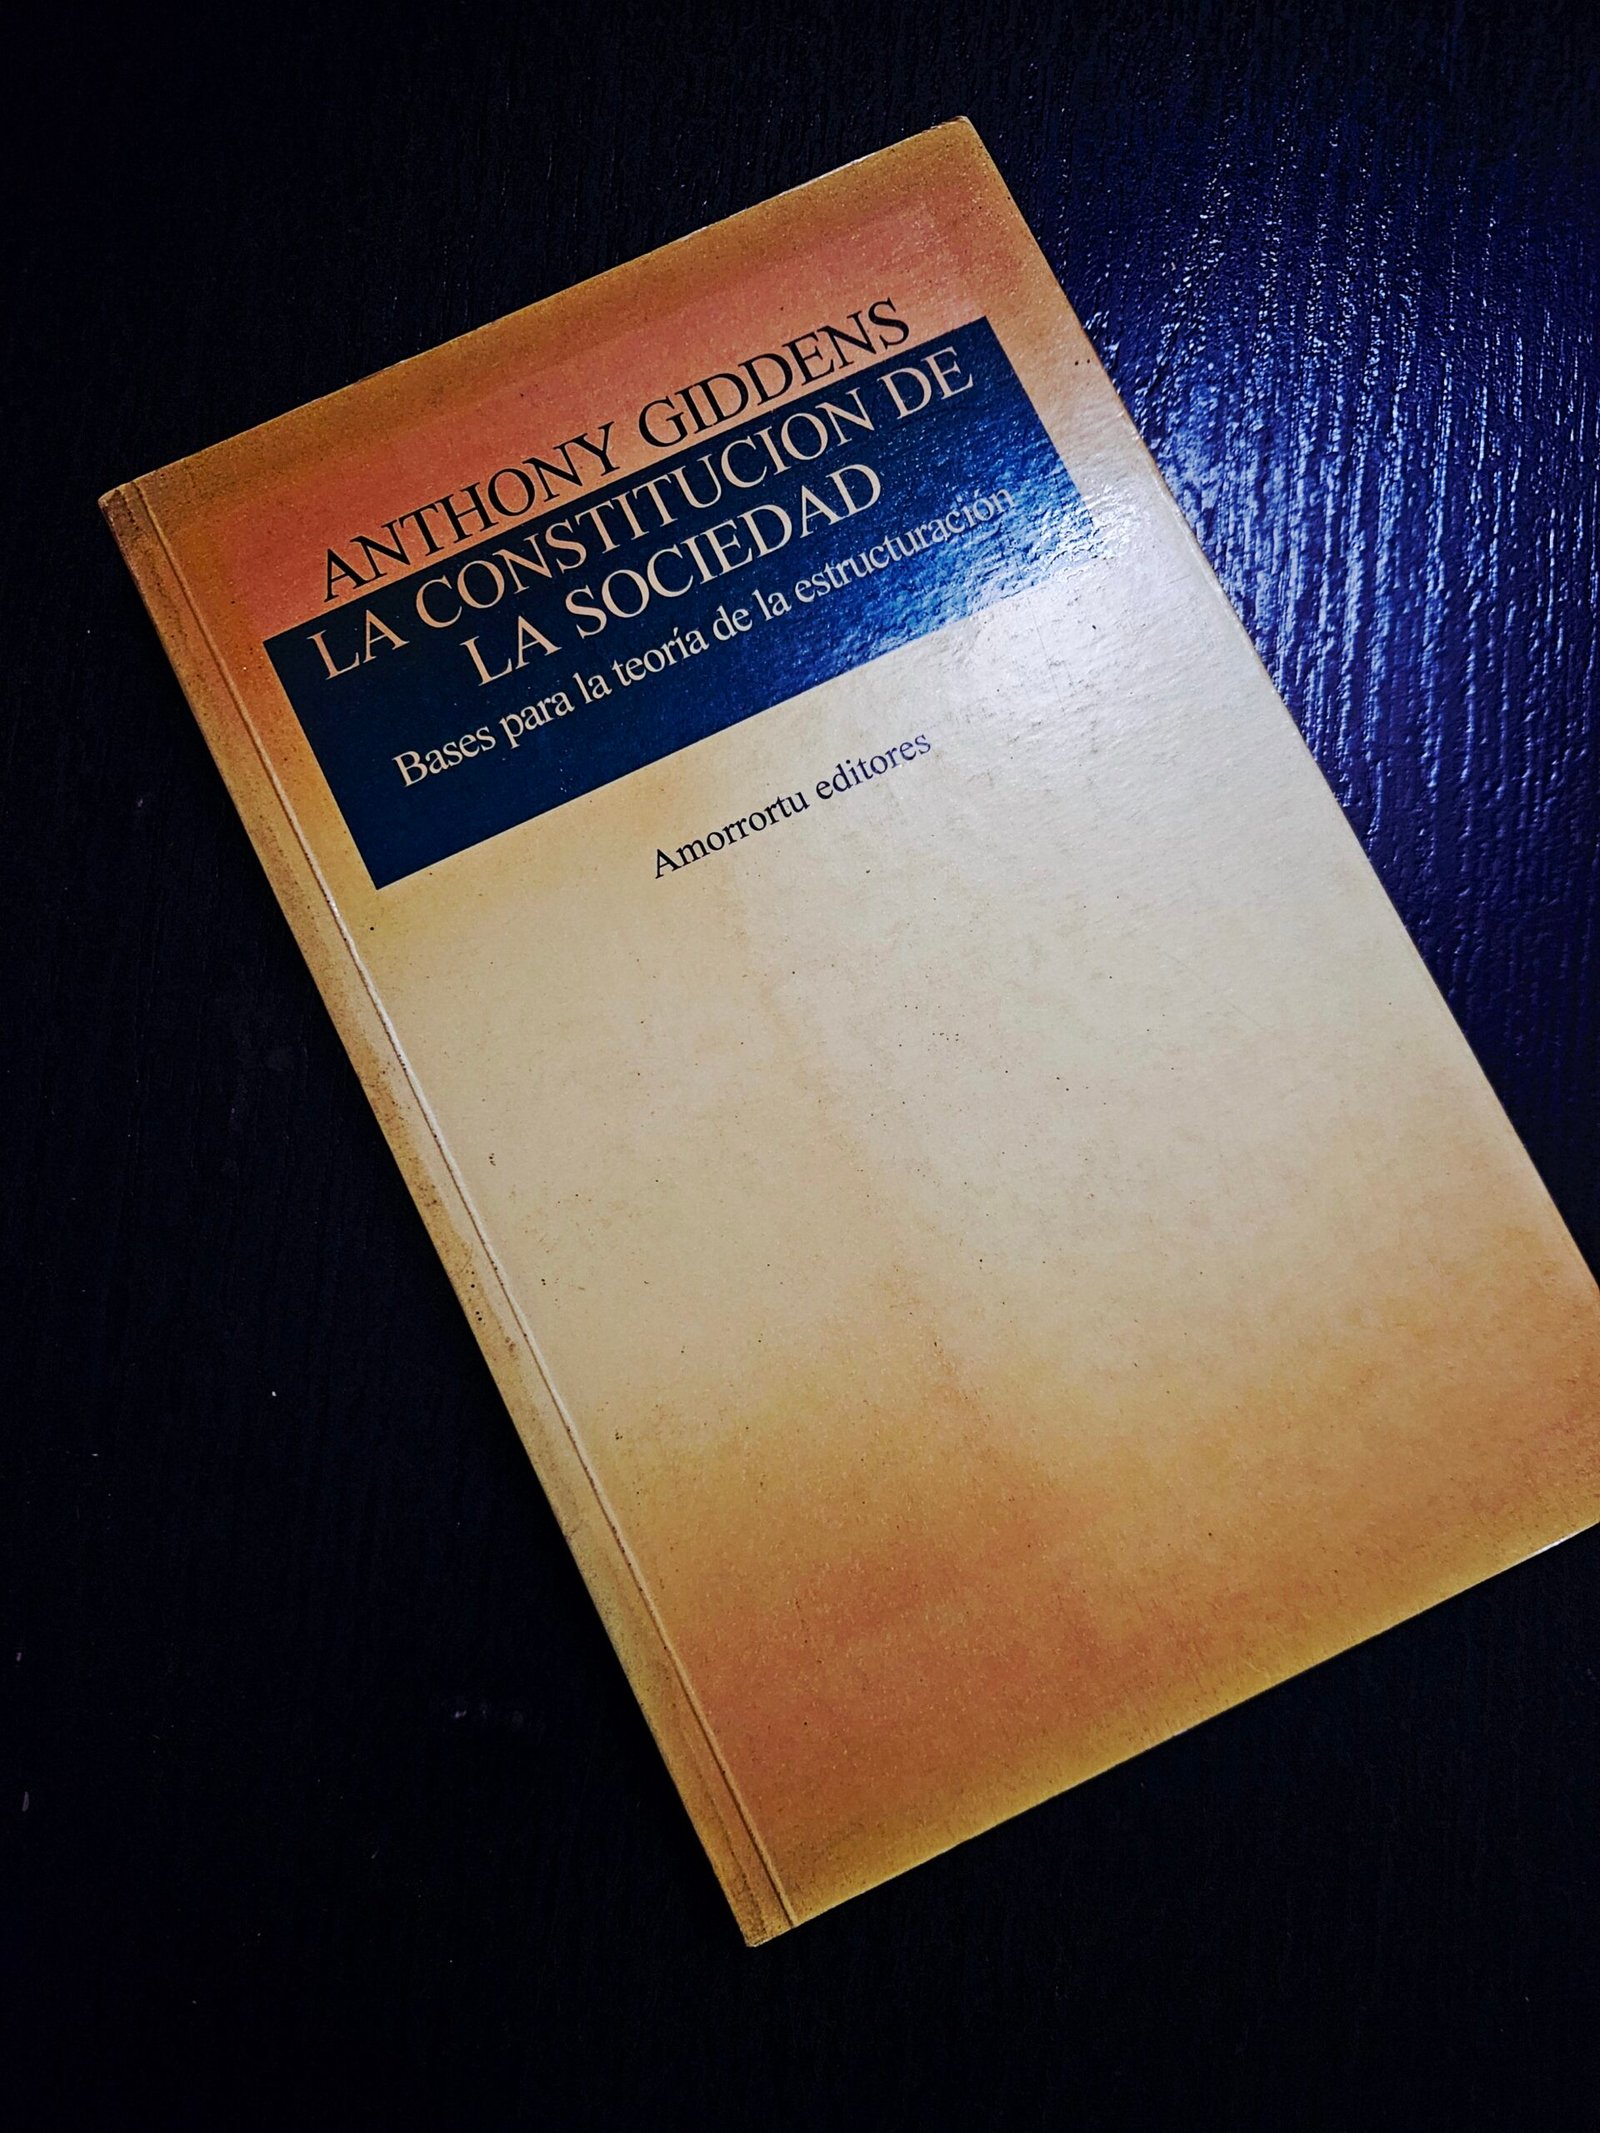 ANTHONY GIDDENS
LA CONSTITUCION DE
LA SOCIEDAD
Bases para la teoría de la estructuración
Amorrortu editores